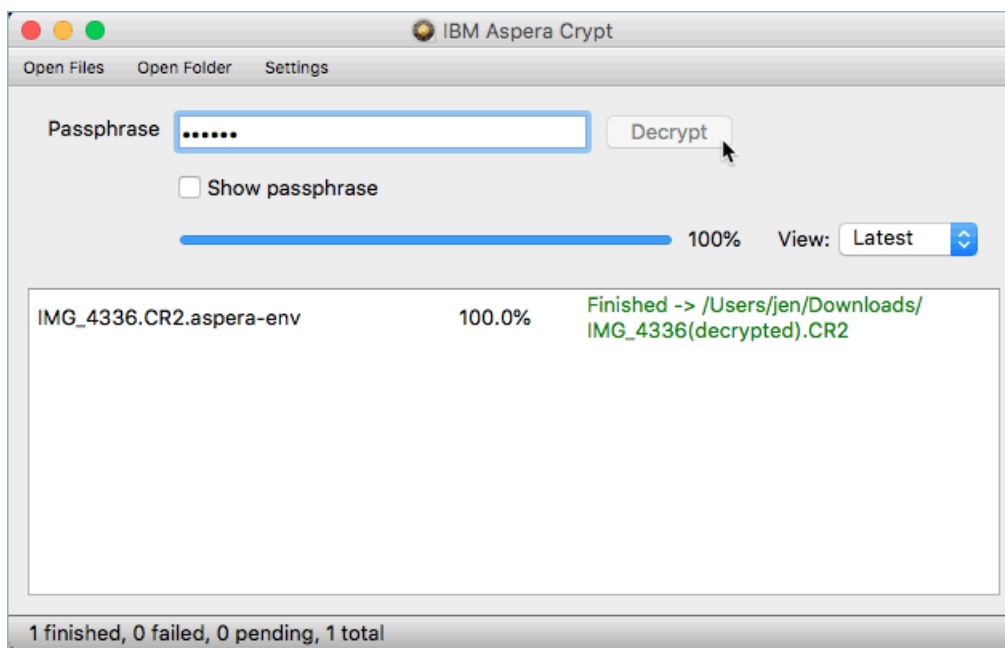 IBM Aspera Crypt
Open Files Open Folder Settings
Passphrase •••••• Decrypt
Show passphrase
100% View: Latest
IMG_4336.CR2.aspera-env 100.0% Finished -> /Users/jen/Downloads/
IMG_4336(decrypted).CR2
1 finished, 0 failed, 0 pending, 1 total